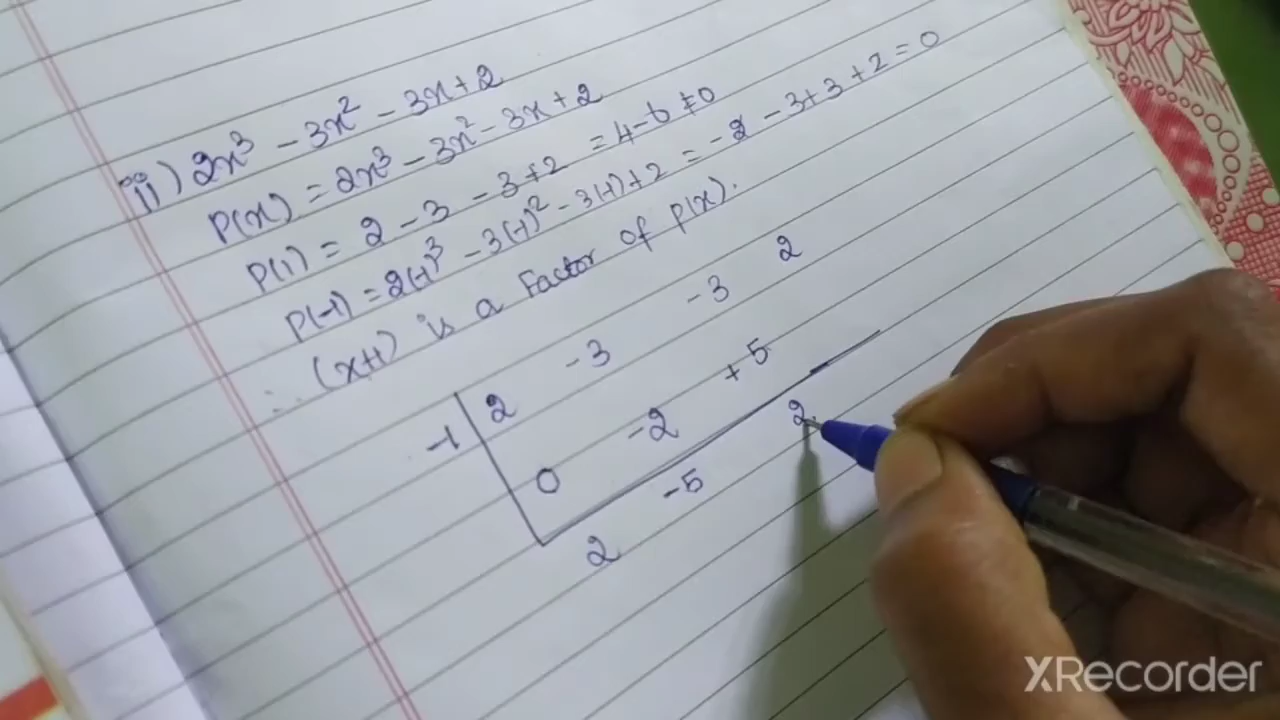 ii) 2x³ - 3x² - 3x + 2
P(x) = 2x³ - 3x² - 3x + 2
P(1) = 2 - 3 - 3 + 2 = 4 - 6 ≠ 0
P(-1) = 2(-1)³ - 3(-1)² - 3(-1) + 2 = -2 - 3 + 3 + 2 = 0
∴ (x+1) is a Factor of P(x).
-1 2 -3 -3 2
0 -2 +5
2 -5 2
XRecorder